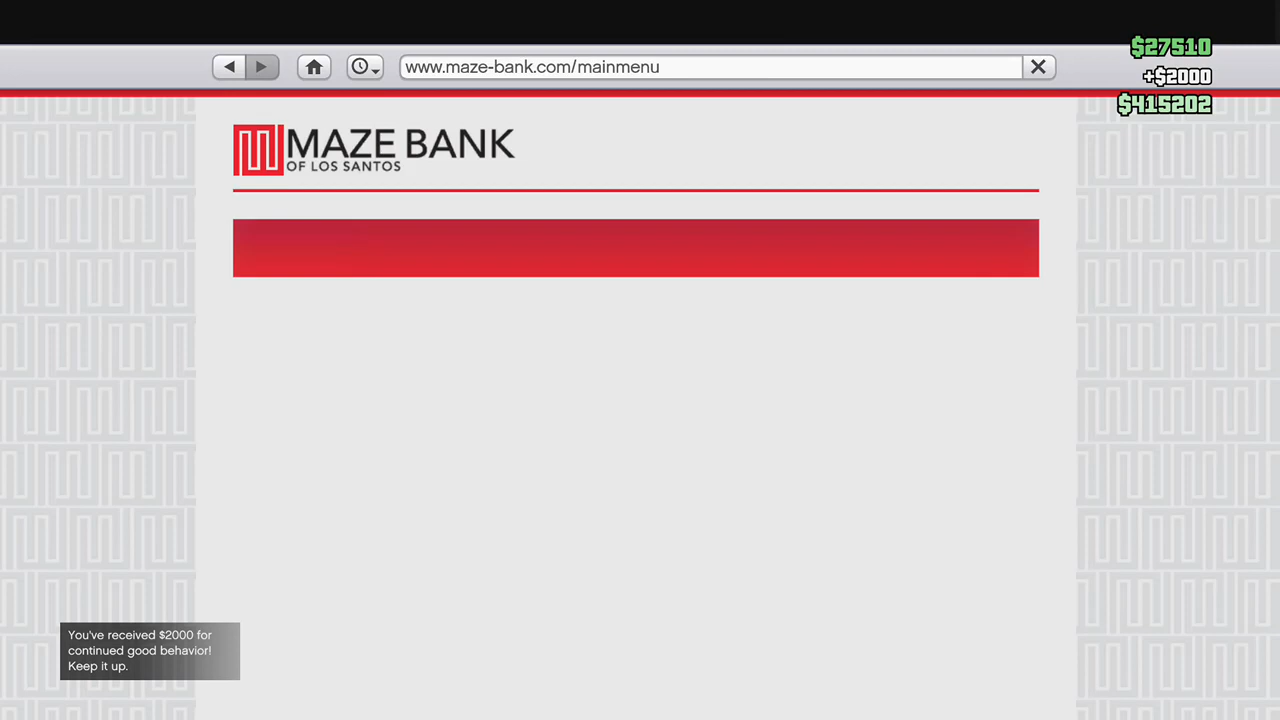 www.maze-bank.com/mainmenu
$27510
+$2000
$415202
MAZE BANK
OF LOS SANTOS
You've received $2000 for
continued good behavior!
Keep it up.